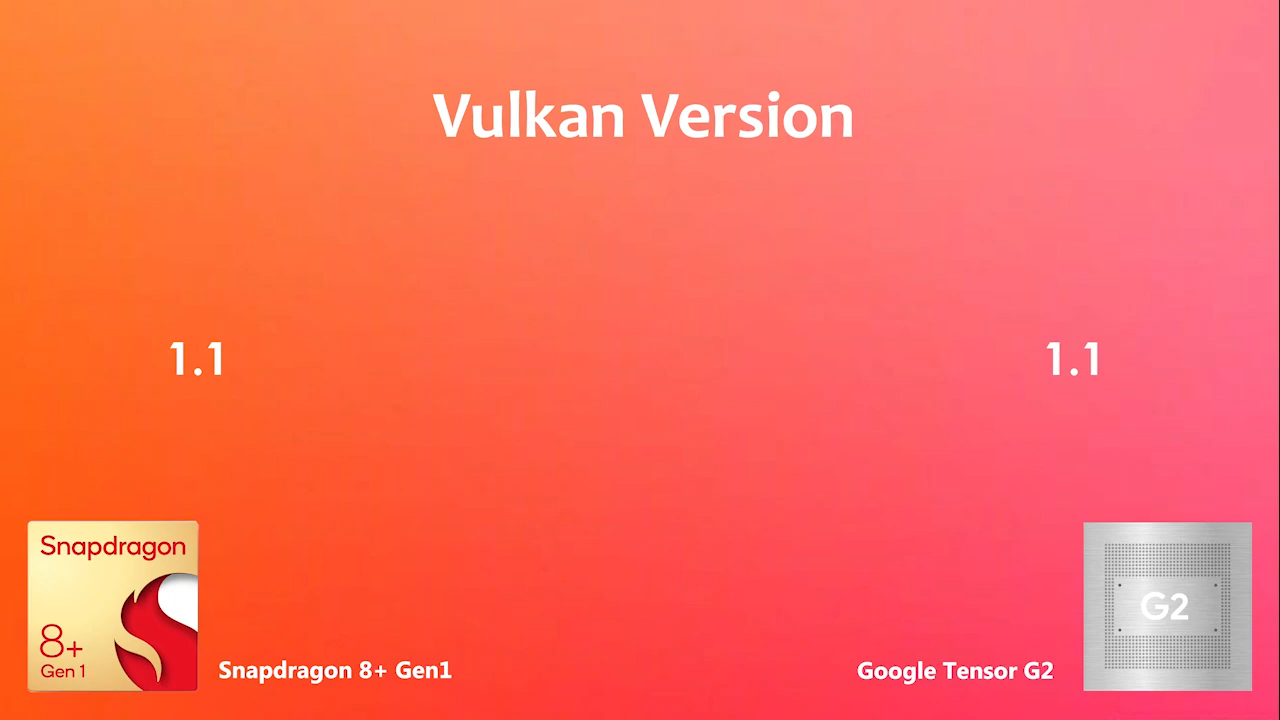 Vulkan Version
1.1
1.1
Snapdragon
8+
Gen 1
Snapdragon 8+ Gen1
Google Tensor G2
G2